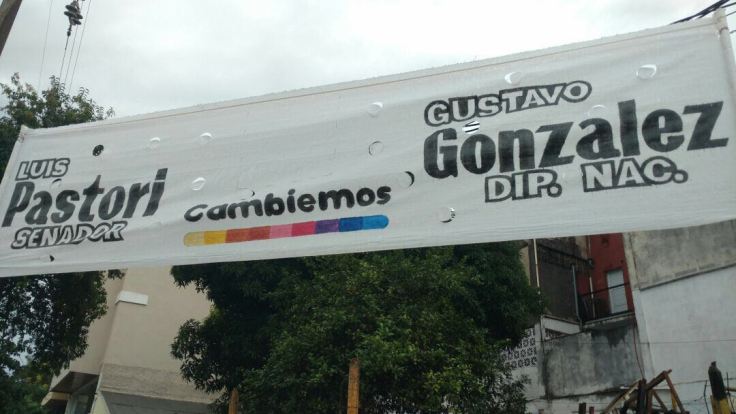 LUIS
Pastori
SENADOR
cambiemos
GUSTAVO
Gonzalez
DIP. NAC.